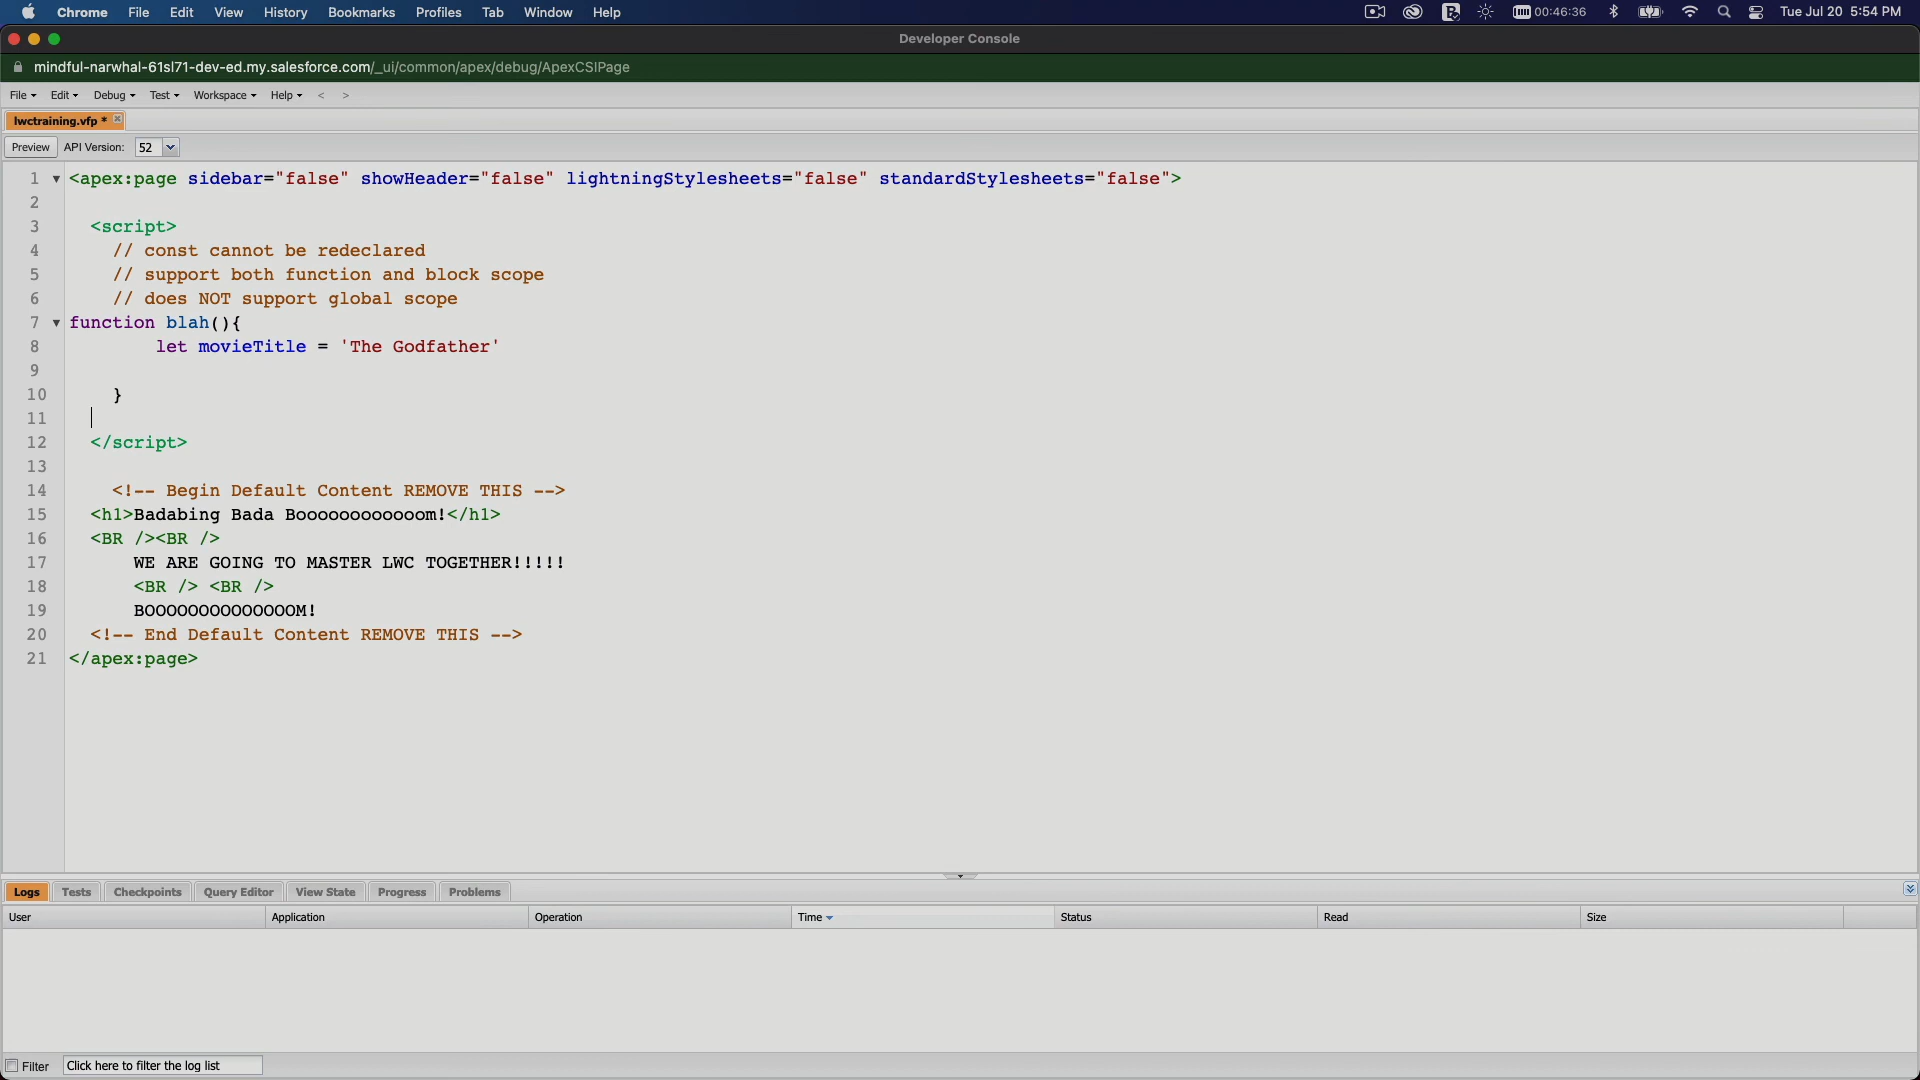 Chrome File Edit View History Bookmarks Profiles Tab Window Help 00:46:36 Tue Jul 20 5:54 PM
Developer Console
mindful-narwhal-61sl71-dev-ed.my.salesforce.com/_ui/common/apex/debug/ApexCSIPage
File Edit Debug Test Workspace Help < >
lwctraining.vfp *
Preview API Version: 52
1 <apex:page sidebar="false" showHeader="false" lightningStylesheets="false" standardStylesheets="false">
2
3 <script>
4 // const cannot be redeclared
5 // support both function and block scope
6 // does NOT support global scope
7 function blah(){
8 let movieTitle = 'The Godfather'
9
10 }
11
12 </script>
13
14 <!-- Begin Default Content REMOVE THIS -->
15 <h1>Badabing Bada Booooooooooom!</h1>
16 <BR /><BR />
17 WE ARE GOING TO MASTER LWC TOGETHER!!!!!
18 <BR /> <BR />
19 BOOOOOOOOOOOOOOM!
20 <!-- End Default Content REMOVE THIS -->
21 </apex:page>
Logs Tests Checkpoints Query Editor View State Progress Problems
User Application Operation Time Status Read Size
Filter Click here to filter the log list